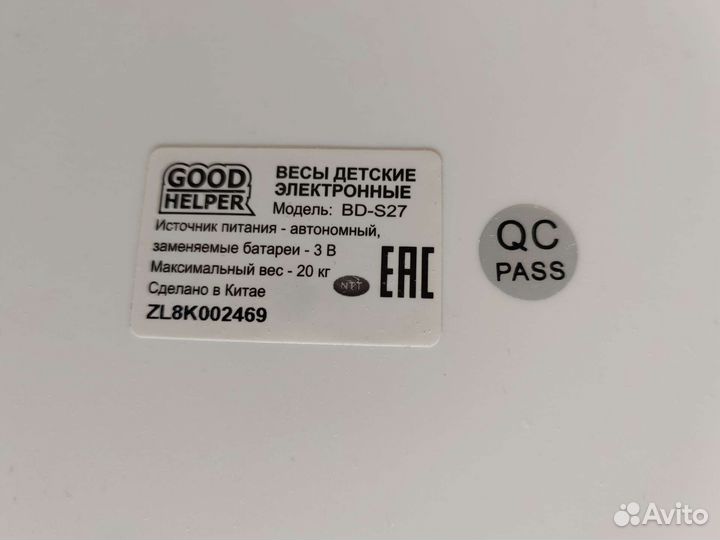 GOOD
HELPER
ВЕСЫ ДЕТСКИЕ
ЭЛЕКТРОННЫЕ
Модель: BD-S27
Источник питания - автономный,
заменяемые батареи - 3 В
Максимальный вес - 20 кг
Сделано в Китае
NTT
EAC
ZL8K002469
QC
PASS
Avito